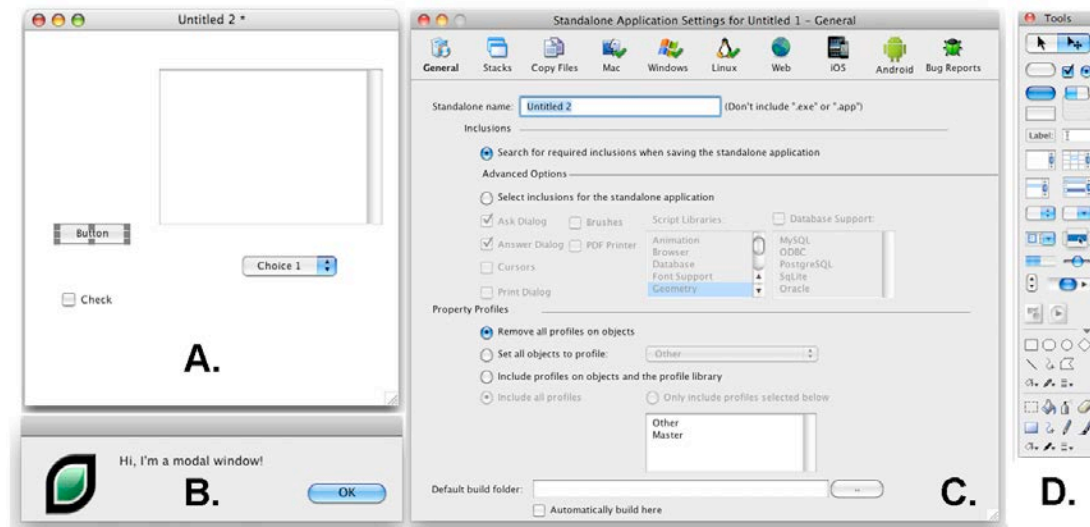 Untitled 2 *
Button
Choice 1
Check
A.
Hi, I'm a modal window!
B.
OK
Standalone Application Settings for Untitled 1 – General
General Stacks Copy Files Mac Windows Linux Web iOS Android Bug Reports
Standalone name: Untitled 2 (Don't include ".exe" or ".app")
Inclusions
Search for required inclusions when saving the standalone application
Advanced Options
Select inclusions for the standalone application
Ask Dialog Brushes Script Libraries: Database Support:
Answer Dialog PDF Printer Animation MySQL
Browser ODBC
Cursors Database PostgreSQL
Font Support SqLite
Print Dialog Geometry Oracle
Property Profiles
Remove all profiles on objects
Set all objects to profile: Other
Include profiles on objects and the profile library
Include all profiles Only include profiles selected below
Other
Master
Default build folder: ..
Automatically build here
C.
Tools
Label:
D.